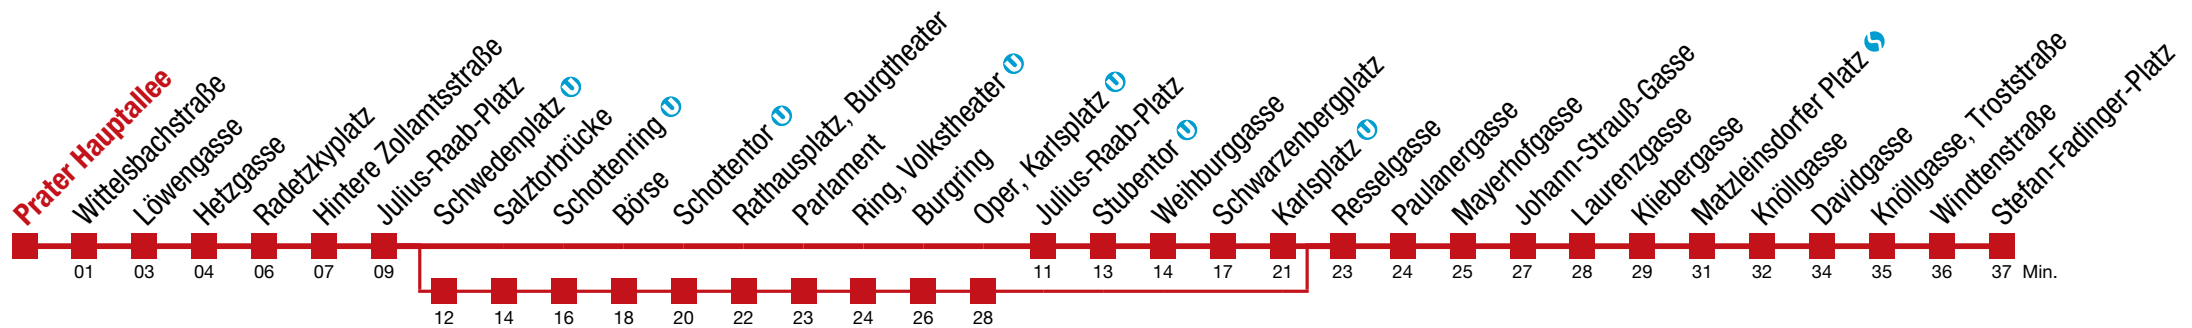 Prater Hauptallee
Wittelsbachstraße
Löwengasse
Hetzgasse
Radetzkyplatz
Hintere Zollamtsstraße
Julius-Raab-Platz
Schwedenplatz U
Salztorbrücke
Schottenring U
Börse
Schottentor U
Rathausplatz, Burgtheater
Parlament
Ring, Volkstheater U
Burgring
Oper, Karlsplatz U
Julius-Raab-Platz
Stubentor U
Weihburggasse
Schwarzenbergplatz
Karlsplatz U
Resselgasse
Paulanergasse
Mayerhofgasse
Johann-Strauß-Gasse
Laurenzgasse
Kliebergasse
Matzleinsdorfer Platz S
Knöllgasse
Davidgasse
Knöllgasse, Troststraße
Windtenstraße
Stefan-Fadinger-Platz
01 03 04 06 07 09 11 13 14 17 21 23 24 25 27 28 29 31 32 34 35 36 37 Min.
12 14 16 18 20 22 23 24 26 28